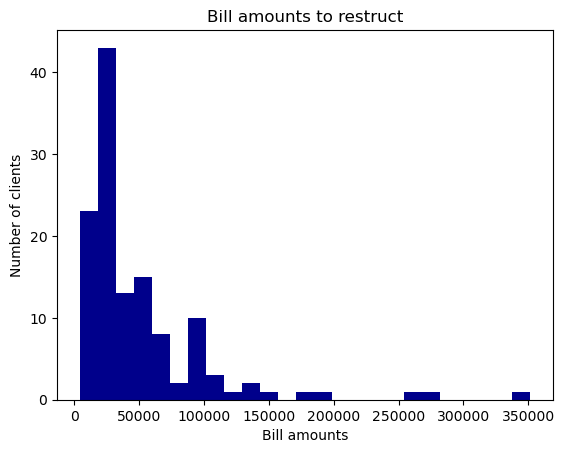 Bill amounts to restruct
40
30
20
10
0
Number of clients
0 50000 100000 150000 200000 250000 300000 350000
Bill amounts